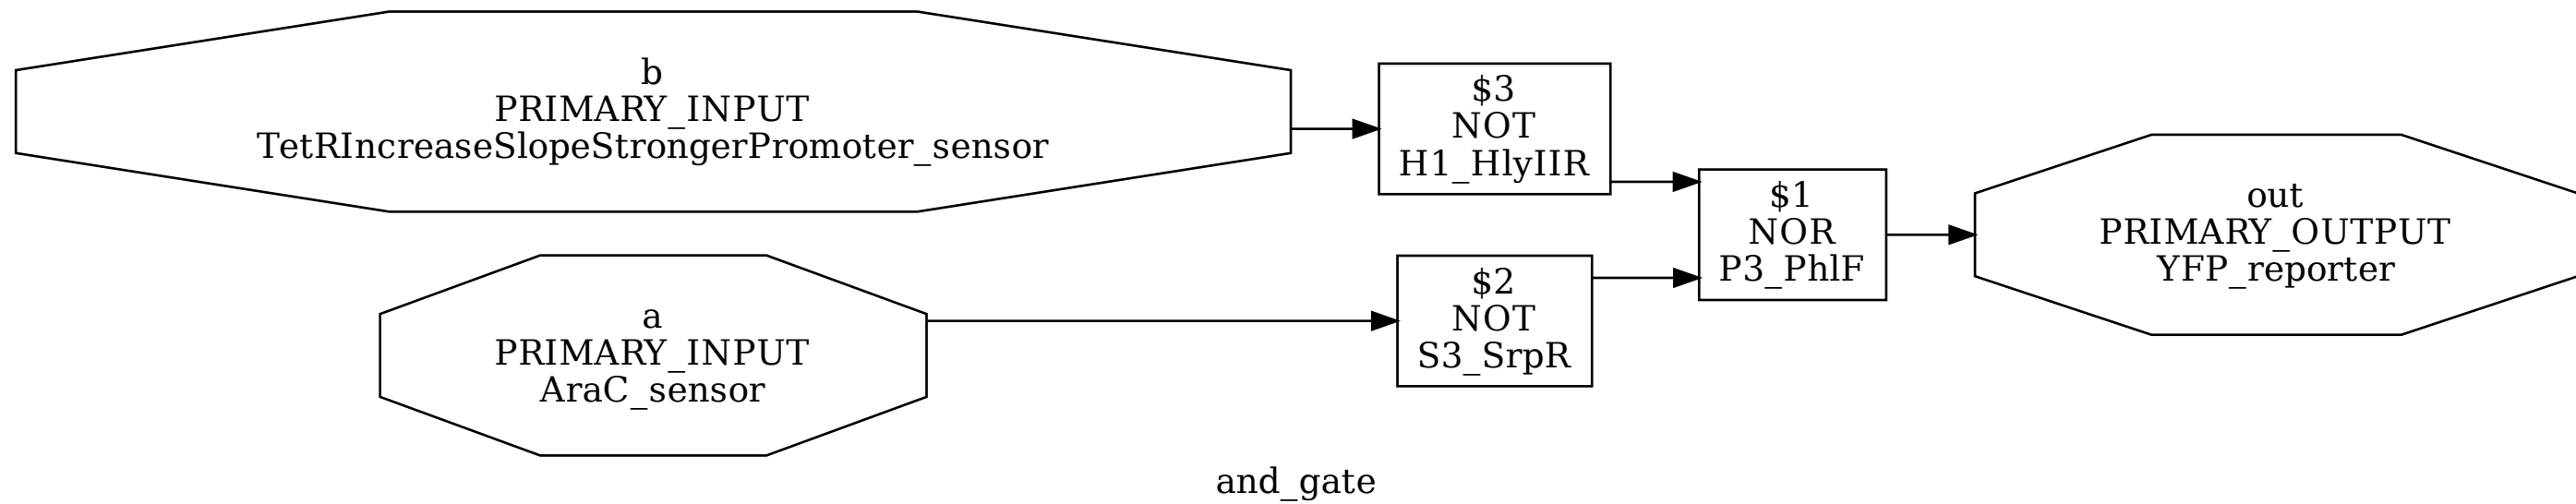 b
PRIMARY_INPUT
TetRIncreaseSlopeStrongerPromoter_sensor
$3
NOT
H1_HlyIIR
a
PRIMARY_INPUT
AraC_sensor
$2
NOT
S3_SrpR
$1
NOR
P3_PhlF
out
PRIMARY_OUTPUT
YFP_reporter
and_gate